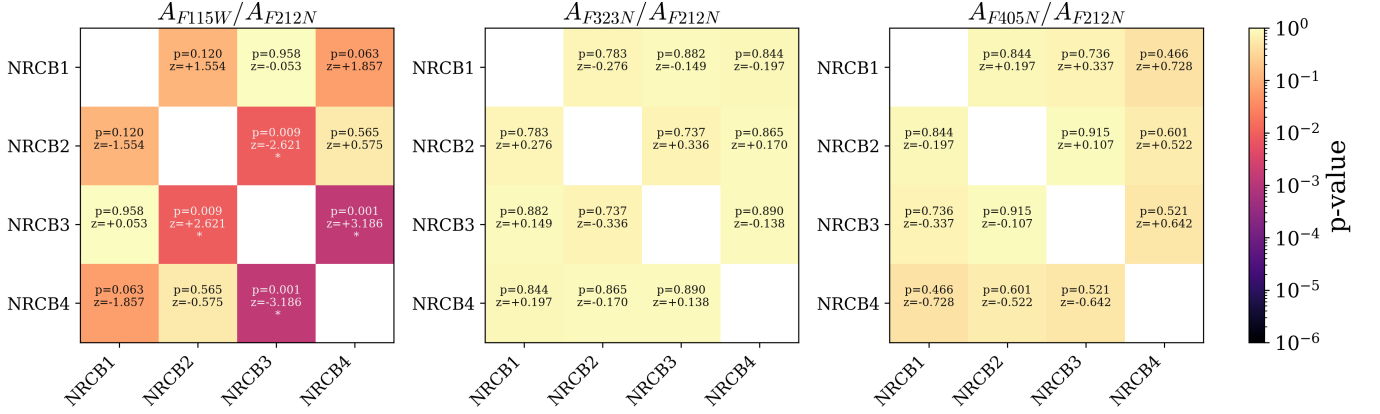 A_{F115W}/A_{F212N}
NRCB1
p=0.120
z=+1.554
p=0.958
z=-0.053
p=0.063
z=+1.857
NRCB2
p=0.120
z=-1.554
p=0.009
z=-2.621
*
p=0.565
z=+0.575
NRCB3
p=0.958
z=+0.053
p=0.009
z=+2.621
*
p=0.001
z=+3.186
*
NRCB4
p=0.063
z=-1.857
p=0.565
z=-0.575
p=0.001
z=-3.186
*
NRCB1
NRCB2
NRCB3
NRCB4
A_{F323N}/A_{F212N}
NRCB1
p=0.783
z=-0.276
p=0.882
z=-0.149
p=0.844
z=-0.197
NRCB2
p=0.783
z=+0.276
p=0.737
z=+0.336
p=0.865
z=+0.170
NRCB3
p=0.882
z=+0.149
p=0.737
z=-0.336
p=0.890
z=-0.138
NRCB4
p=0.844
z=+0.197
p=0.865
z=-0.170
p=0.890
z=+0.138
NRCB1
NRCB2
NRCB3
NRCB4
A_{F405N}/A_{F212N}
NRCB1
p=0.844
z=+0.197
p=0.736
z=+0.337
p=0.466
z=+0.728
NRCB2
p=0.844
z=-0.197
p=0.915
z=+0.107
p=0.601
z=+0.522
NRCB3
p=0.736
z=-0.337
p=0.915
z=-0.107
p=0.521
z=+0.642
NRCB4
p=0.466
z=-0.728
p=0.601
z=-0.522
p=0.521
z=-0.642
NRCB1
NRCB2
NRCB3
NRCB4
10^0
10^{-1}
10^{-2}
10^{-3}
10^{-4}
10^{-5}
10^{-6}
p-value